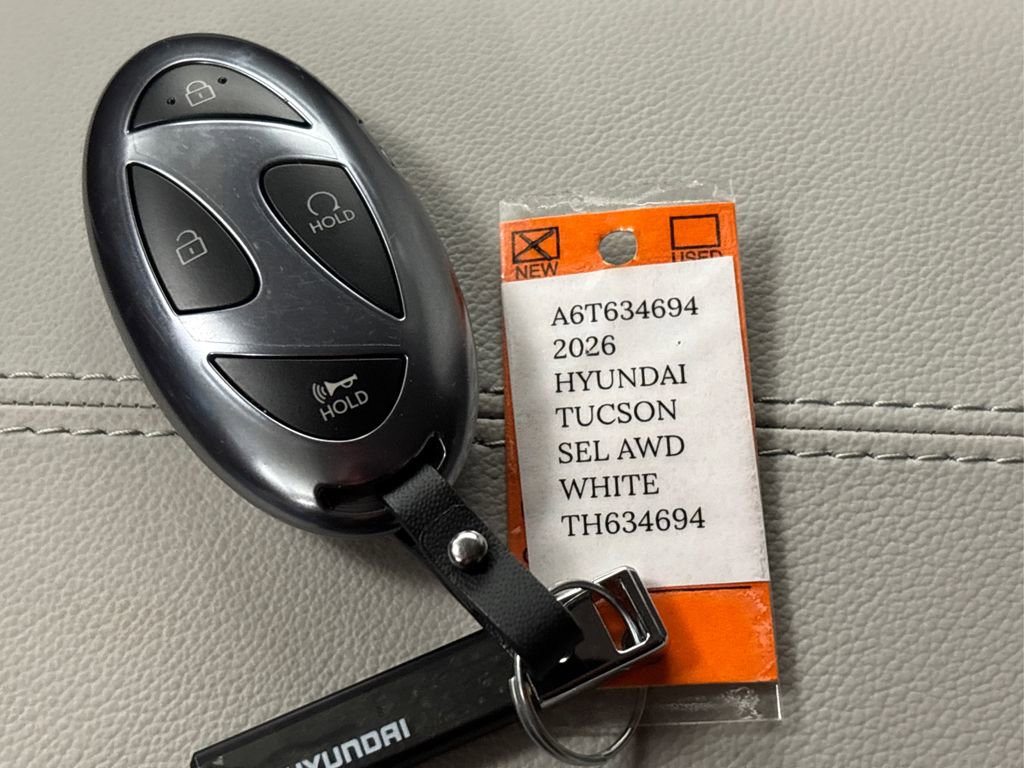 HOLD
HOLD
NEW
USED
A6T634694
2026
HYUNDAI
TUCSON
SEL AWD
WHITE
TH634694
HYUNDAI